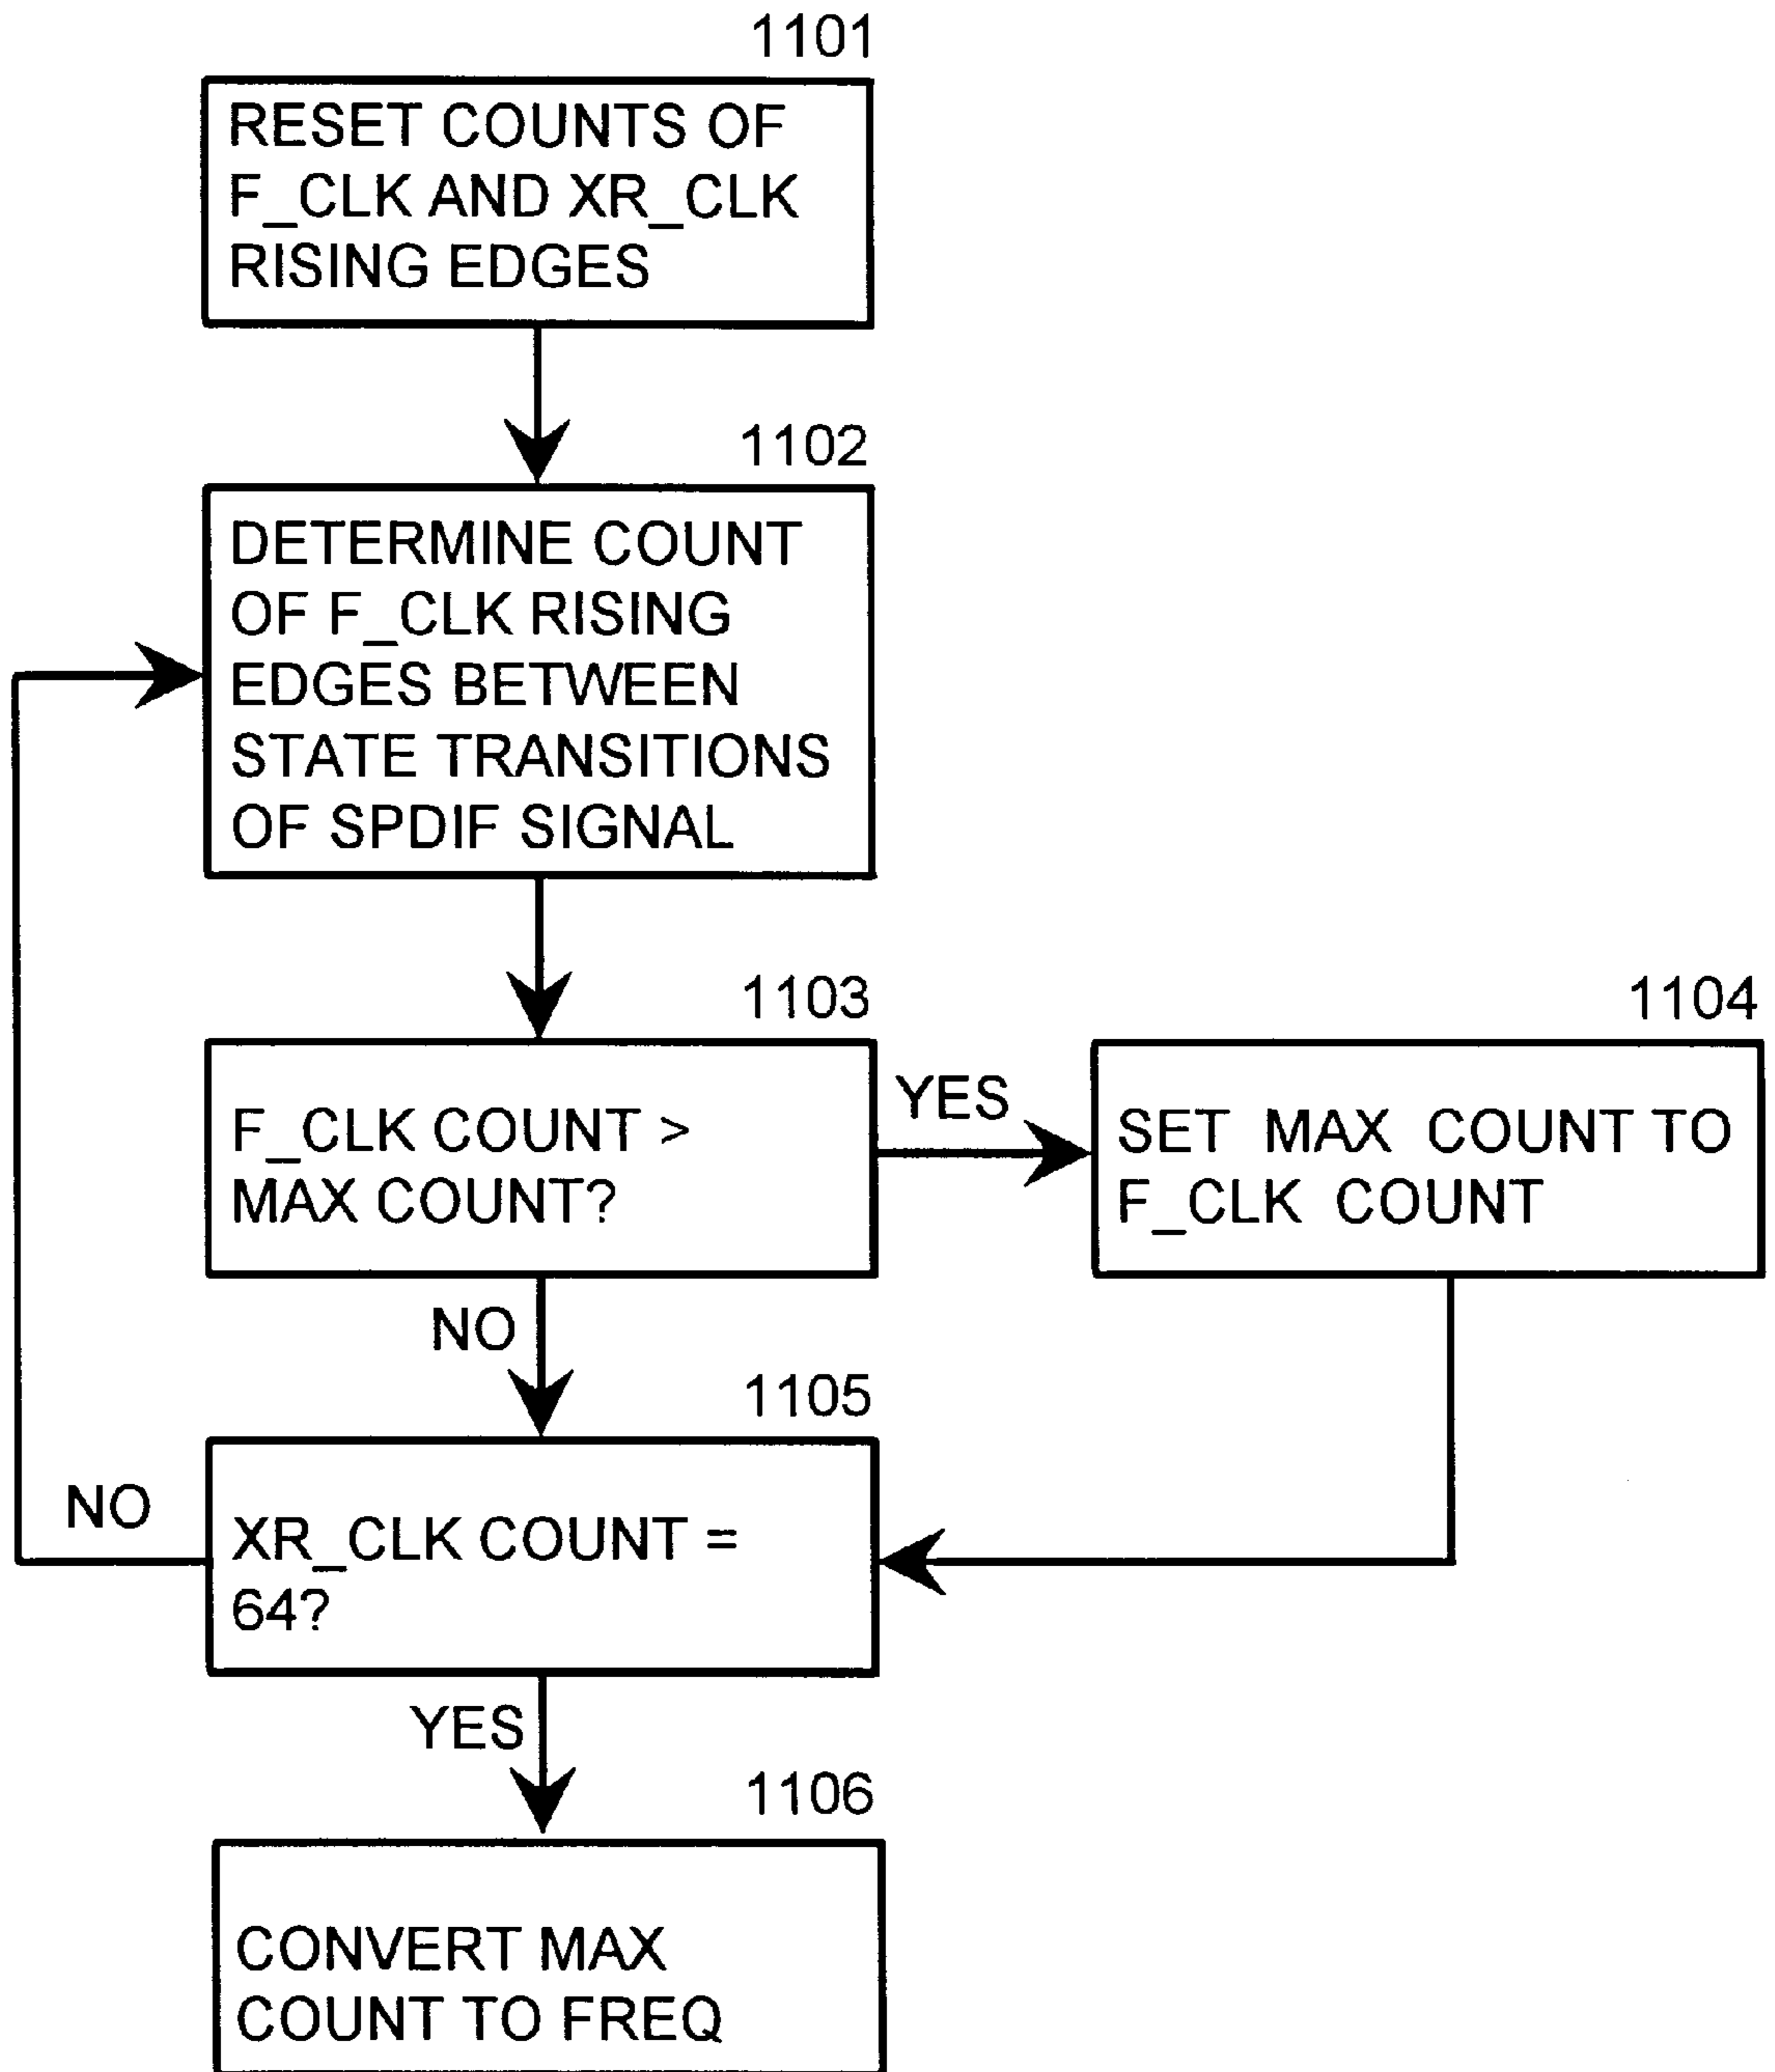 1101
RESET COUNTS OF
F_CLK AND XR_CLK
RISING EDGES
1102
DETERMINE COUNT
OF F_CLK RISING
EDGES BETWEEN
STATE TRANSITIONS
OF SPDIF SIGNAL
1103
F_CLK COUNT >
MAX COUNT?
YES
1104
SET MAX COUNT TO
F_CLK COUNT
NO
1105
XR_CLK COUNT =
64?
NO
YES
1106
CONVERT MAX
COUNT TO FREQ